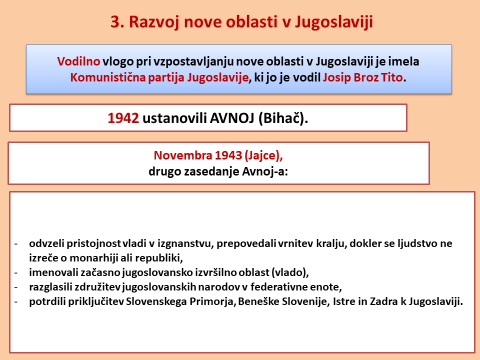 3. Razvoj nove oblasti v Jugoslaviji
Vodilno vlogo pri vzpostavljanju nove oblasti v Jugoslaviji je imela
Komunistična partija Jugoslavije, ki jo je vodil Josip Broz Tito.
1942 ustanovili AVNOJ (Bihač).
Novembra 1943 (Jajce),
drugo zasedanje Avnoj-a:
- odvzeli pristojnost vladi v izgnanstvu, prepovedali vrnitev kralju, dokler se ljudstvo ne
izreče o monarhiji ali republiki,
- imenovali začasno jugoslovansko izvršilno oblast (vlado),
- razglasili združitev jugoslovanskih narodov v federativne enote,
- potrdili priključitev Slovenskega Primorja, Beneške Slovenije, Istre in Zadra k Jugoslaviji.